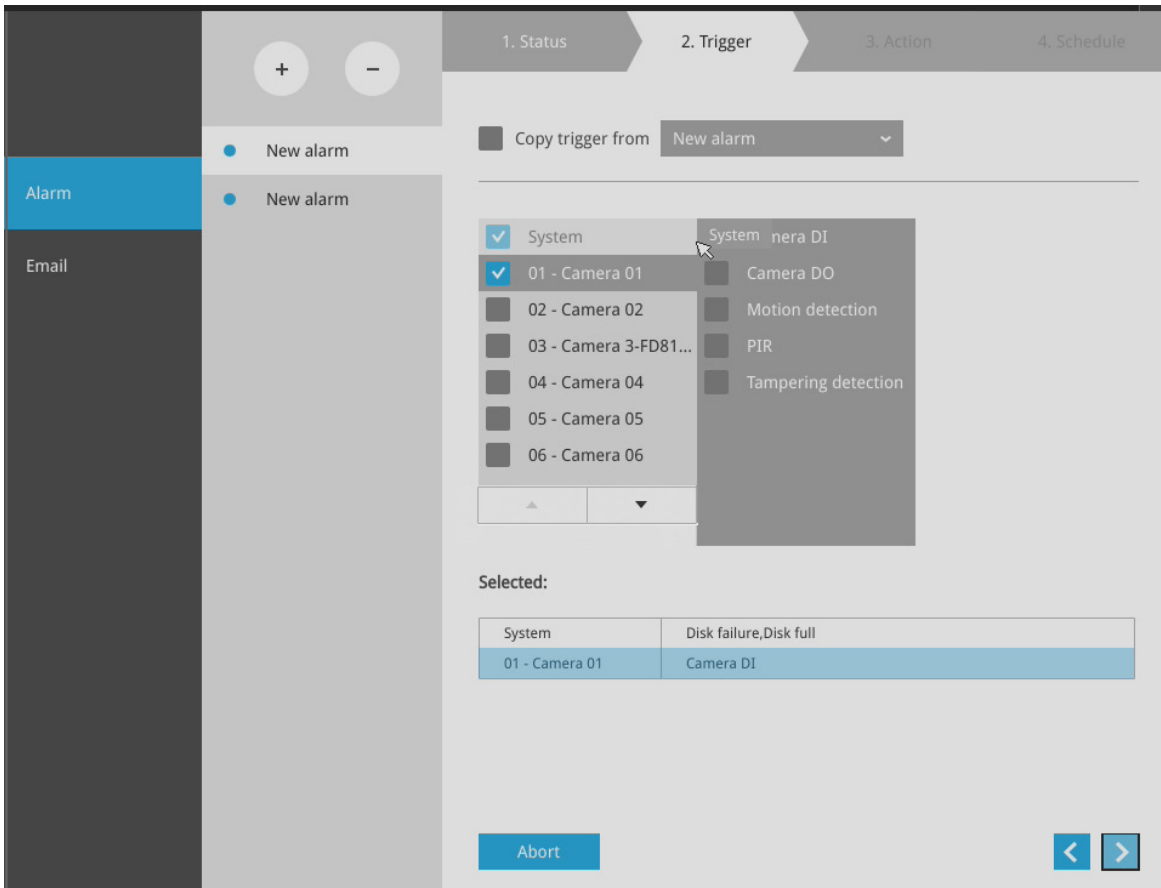 1. Status
2. Trigger
3. Action
4. Schedule
+
−
Alarm
Email
New alarm
New alarm
Copy trigger from
New alarm
System
01 - Camera 01
02 - Camera 02
03 - Camera 3-FD81...
04 - Camera 04
05 - Camera 05
06 - Camera 06
System nera DI
Camera DO
Motion detection
PIR
Tampering detection
Selected:
System Disk failure,Disk full
01 - Camera 01 Camera DI
Abort